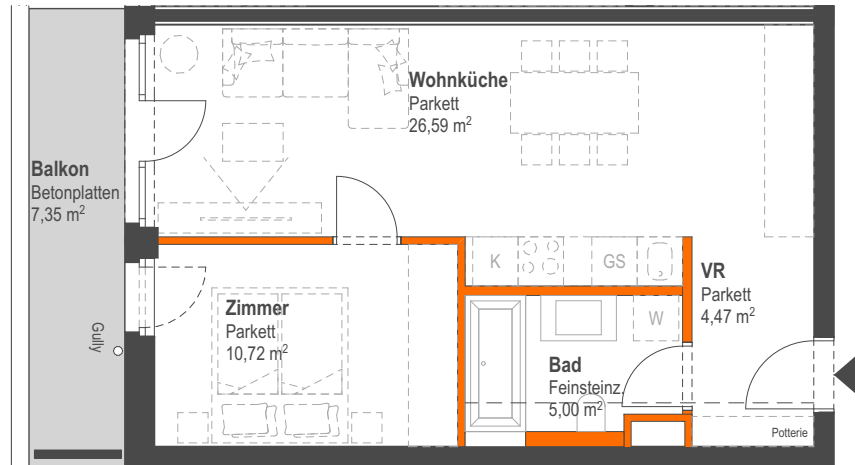 Wohnküche
Parkett
26,59 m²
Balkon
Betonplatten
7,35 m²
K
GS
VR
Parkett
4,47 m²
Zimmer
Parkett
10,72 m²
W
Gully
Bad
Feinsteinz.
5,00 m²
Potterie